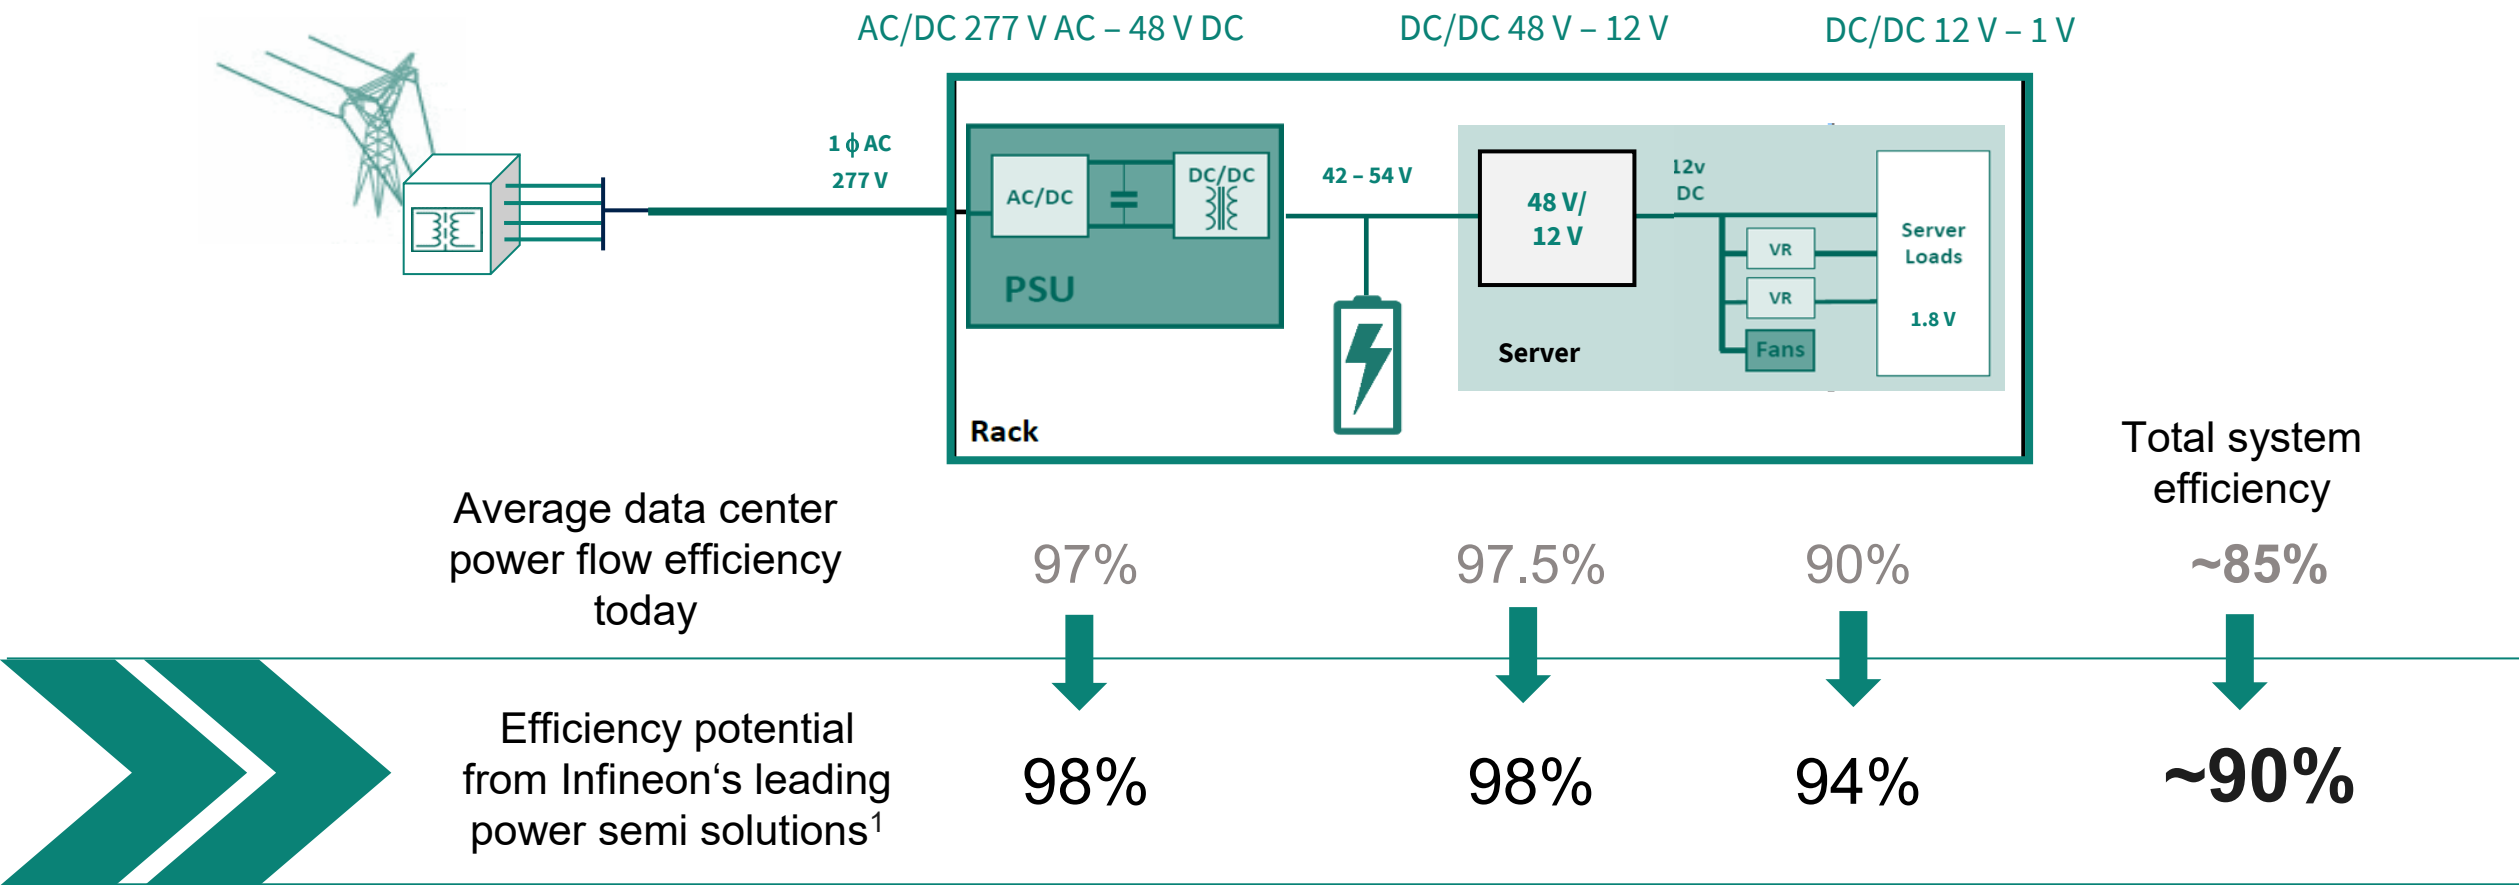 AC/DC 277 V AC – 48 V DC
DC/DC 48 V – 12 V
DC/DC 12 V – 1 V
1 ϕ AC
277 V
AC/DC
DC/DC
PSU
42 – 54 V
48 V/
12 V
12v
DC
VR
VR
Fans
Server
Loads
1.8 V
Server
Rack
Total system
efficiency
Average data center
power flow efficiency
today
97%
97.5%
90%
~85%
Efficiency potential
from Infineon‘s leading
power semi solutions¹
98%
98%
94%
~90%